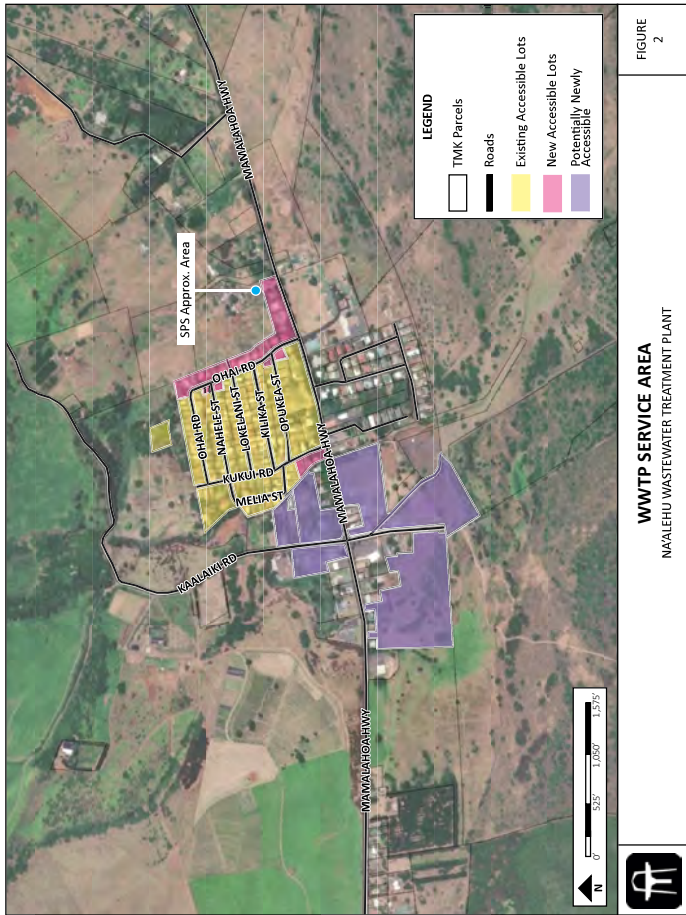 MAMALAHOA HWY
SPS Approx. Area
OHAI RD
OHAI RD
NAHELE ST
LOKELANI ST
KILIKA ST
OPUKEA ST
KUKUI RD
MELIA ST
MAMALAHOA HWY
KAALAIKI RD
MAMALAHOA HWY
LEGEND
TMK Parcels
Roads
Existing Accessible Lots
New Accessible Lots
Potentially Newly
Accessible
N
0' 525' 1,050' 1,575'
WWTP SERVICE AREA
NA'ALEHU WASTEWATER TREATMENT PLANT
FIGURE
2